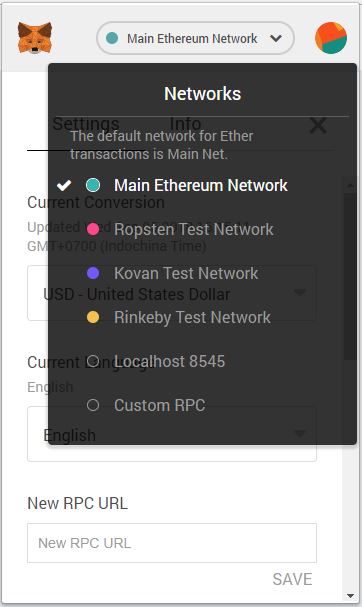 Main Ethereum Network
Networks
Settings Info
The default network for Ether
transactions is Main Net.
Main Ethereum Network
Current Conversion
Updated
Ropsten Test Network
GMT+0700 (Indochina Time)
Kovan Test Network
USD - United States Dollar
Rinkeby Test Network
Current Language
Localhost 8545
English
Custom RPC
English
New RPC URL
New RPC URL
SAVE